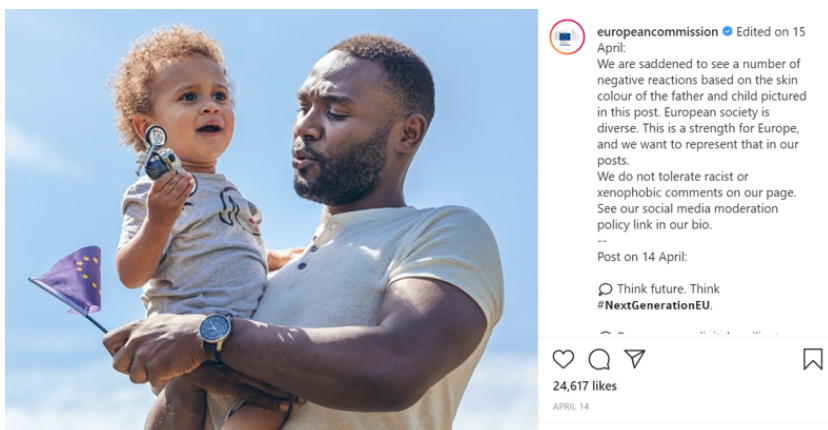 europeancommission Edited on 15
April:
We are saddened to see a number of
negative reactions based on the skin
colour of the father and child pictured
in this post. European society is
diverse. This is a strength for Europe,
and we want to represent that in our
posts.
We do not tolerate racist or
xenophobic comments on our page.
See our social media moderation
policy link in our bio.
--
Post on 14 April:
Think future. Think
#NextGenerationEU.
24,617 likes
APRIL 14